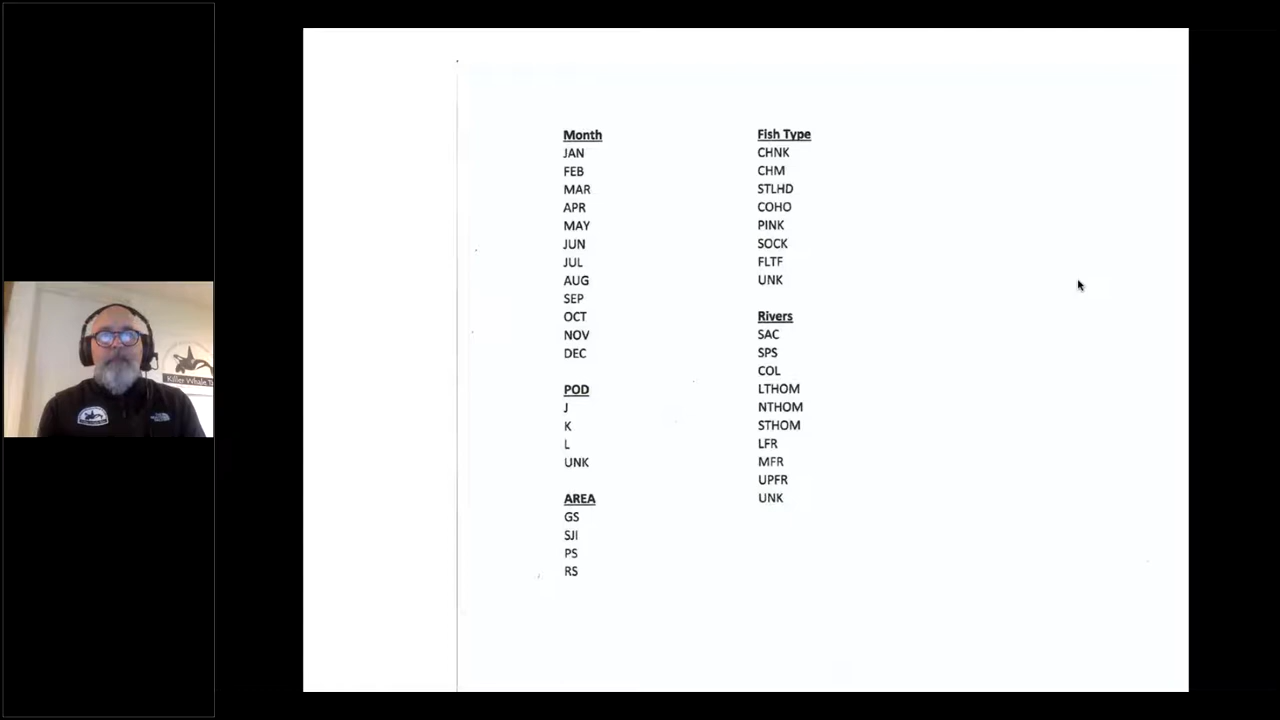 Month
JAN
FEB
MAR
APR
MAY
JUN
JUL
AUG
SEP
OCT
NOV
DEC
POD
J
K
L
UNK
AREA
GS
SJI
PS
RS
Fish Type
CHNK
CHM
STLHD
COHO
PINK
SOCK
FLTF
UNK
Rivers
SAC
SPS
COL
LTHOM
NTHOM
STHOM
LFR
MFR
UPFR
UNK
Killer Whale